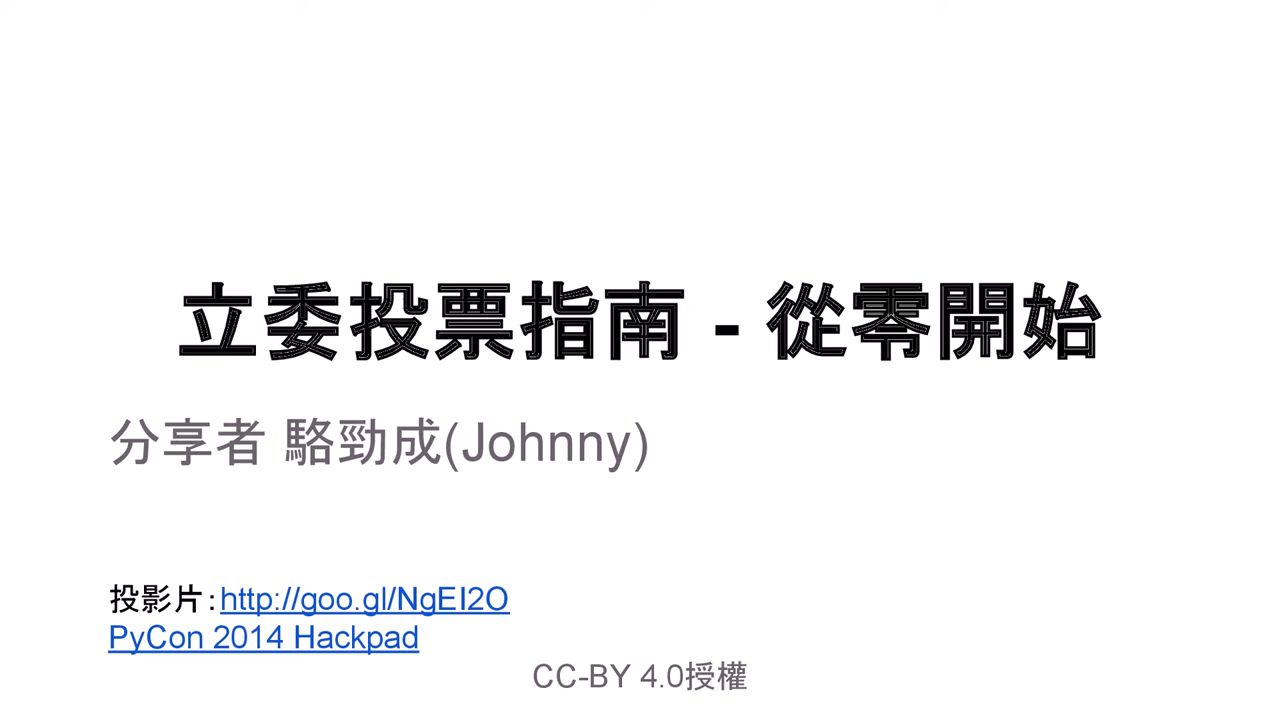 立委投票指南 - 從零開始
分享者 駱勁成(Johnny)
投影片：http://goo.gl/NgEI2O
PyCon 2014 Hackpad
CC-BY 4.0授權